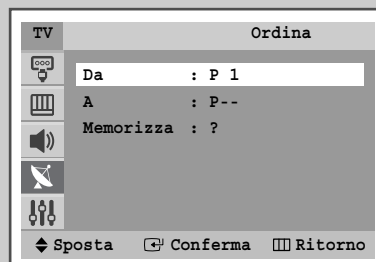 TV Ordina
Da : P 1
A : P--
Memorizza : ?
Sposta Conferma Ritorno